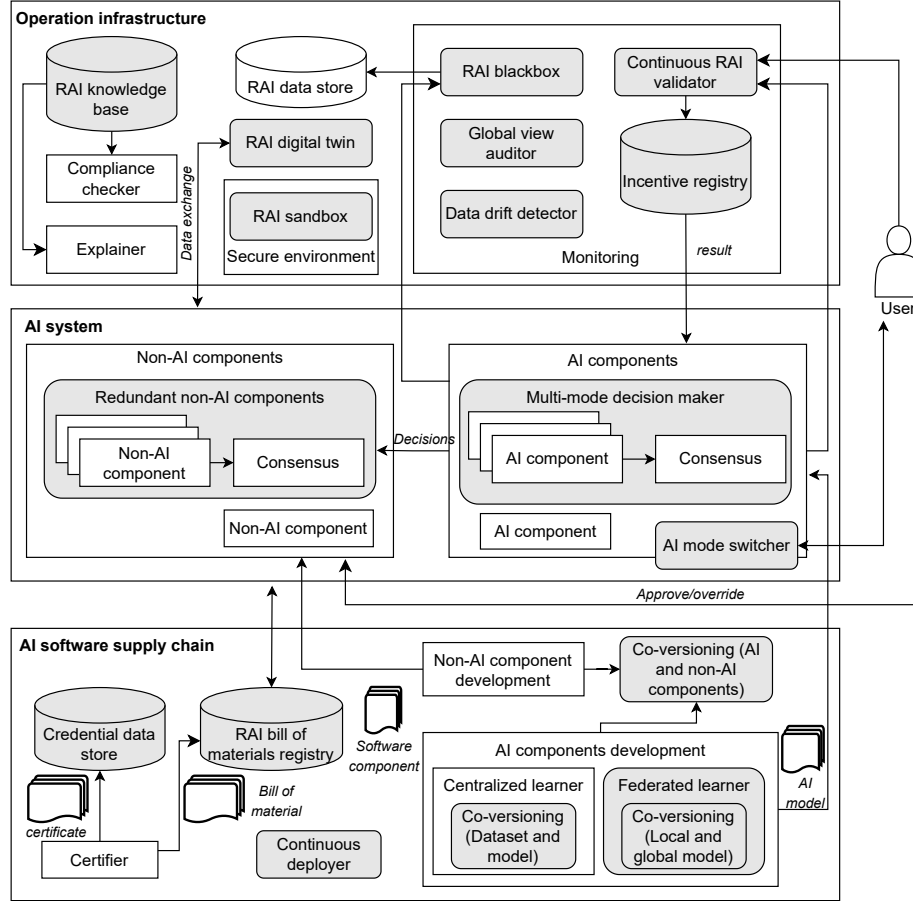 Operation infrastructure
RAI knowledge
base
Compliance
checker
Explainer
Data exchange
RAI data store
RAI digital twin
RAI sandbox
Secure environment
RAI blackbox
Global view
auditor
Data drift detector
Continuous RAI
validator
Incentive registry
Monitoring
result
User
AI system
Non-AI components
Redundant non-AI components
Non-AI
component
Consensus
Non-AI component
Decisions
AI components
Multi-mode decision maker
AI component
Consensus
AI component
AI mode switcher
Approve/override
AI software supply chain
Credential data
store
certificate
Certifier
RAI bill of
materials registry
Bill of
material
Continuous
deployer
Software
component
Non-AI component
development
Co-versioning (AI
and non-AI
components)
AI components development
Centralized learner
Co-versioning
(Dataset and
model)
Federated learner
Co-versioning
(Local and
global model)
AI
model